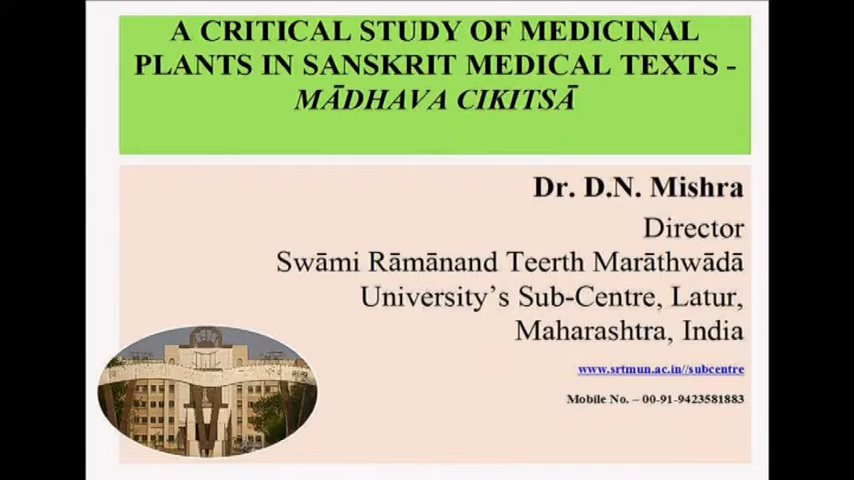 A CRITICAL STUDY OF MEDICINAL
PLANTS IN SANSKRIT MEDICAL TEXTS -
MĀDHAVA CIKITSĀ
Dr. D.N. Mishra
Director
Swāmi Rāmānand Teerth Marāthwādā
University's Sub-Centre, Latur,
Maharashtra, India
www.srtmun.ac.in//subcentre
Mobile No. – 00-91-9423581883